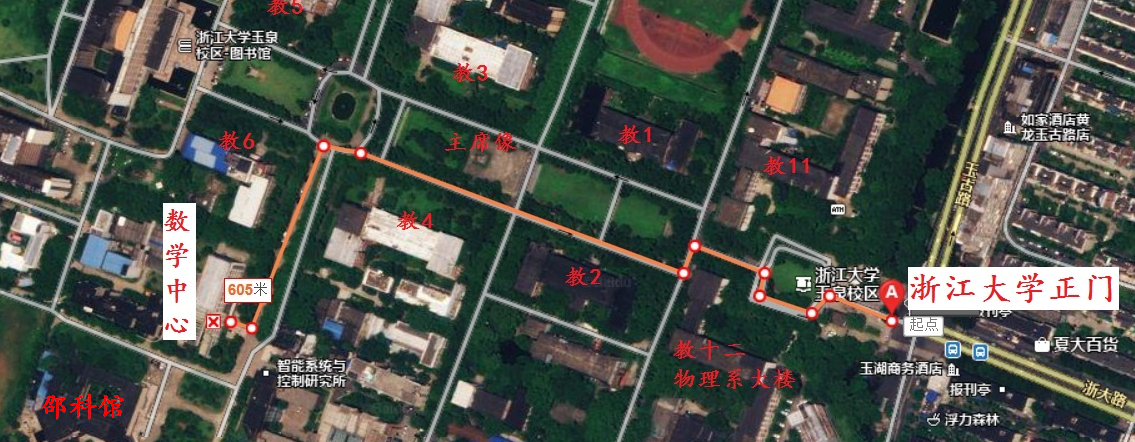 教5
浙江大学玉泉
校区-图书馆
教3
如家酒店黄
龙玉古路店
教6
主席像
教1
教11
玉古路
ATM
数学中心
教4
605米
教2
浙江大学
玉泉校区
A
浙江大学正门
起点
刊亭
夏大百货
教十二
物理系大楼
玉湖商务酒店
智能系统与
控制研究所
报刊亭
浙大路
邵科馆
浮力森林